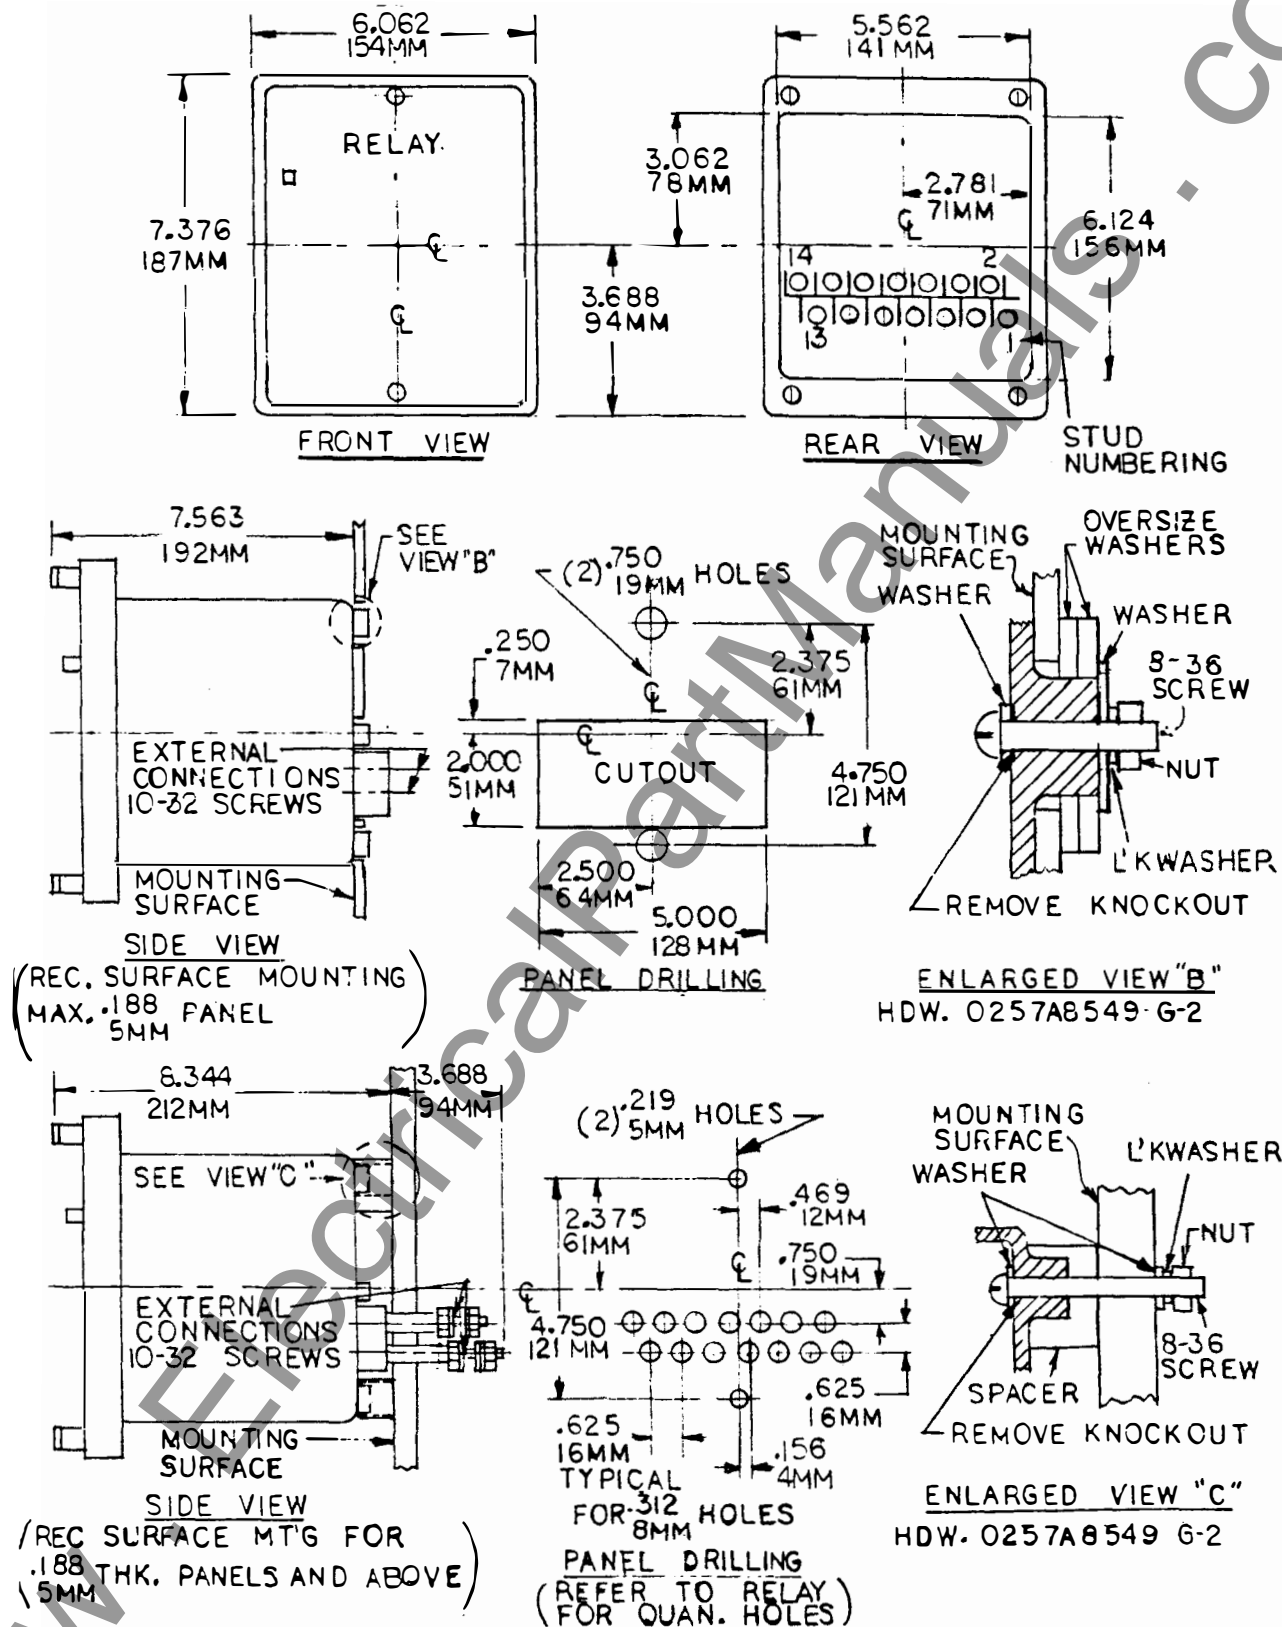 6.062
154MM
5.562
141MM
RELAY
3.062
78MM
2.781
71MM
7.376
187MM
℄
℄
℄
6.124
156MM
14
2
3.688
94MM
13
1
FRONT VIEW
REAR VIEW
STUD
NUMBERING
7.563
192MM
SEE
VIEW "B"
(2) .750
19MM HOLES
MOUNTING
SURFACE
OVERSIZE
WASHERS
WASHER
WASHER
.250
7MM
2.375
61MM
8-36
SCREW
℄
℄
EXTERNAL
CONNECTIONS
10-32 SCREWS
2.000
51MM
CUTOUT
4.750
121MM
NUT
2.500
64MM
L'KWASHER
MOUNTING
SURFACE
5.000
128MM
REMOVE KNOCKOUT
SIDE VIEW
(REC. SURFACE MOUNTING
MAX. .188
5MM PANEL)
PANEL DRILLING
ENLARGED VIEW "B"
HDW. 0257A8549 G-2
8.344
212MM
3.688
94MM
(2) .219
5MM HOLES
MOUNTING
SURFACE
WASHER
L'KWASHER
SEE VIEW "C"
2.375
61MM
.469
12MM
℄
.750
19MM
NUT
℄
EXTERNAL
CONNECTIONS
10-32 SCREWS
4.750
121MM
8-36
SCREW
.625
16MM
SPACER
.625
16MM
TYPICAL
FOR .312
8MM HOLES
.156
4MM
REMOVE KNOCKOUT
MOUNTING
SURFACE
SIDE VIEW
(REC SURFACE MT'G FOR
.188
5MM THK. PANELS AND ABOVE)
PANEL DRILLING
(REFER TO RELAY
FOR QUAN. HOLES)
ENLARGED VIEW "C"
HDW. 0257A8549 G-2
w . ElectricalPartManuals . co